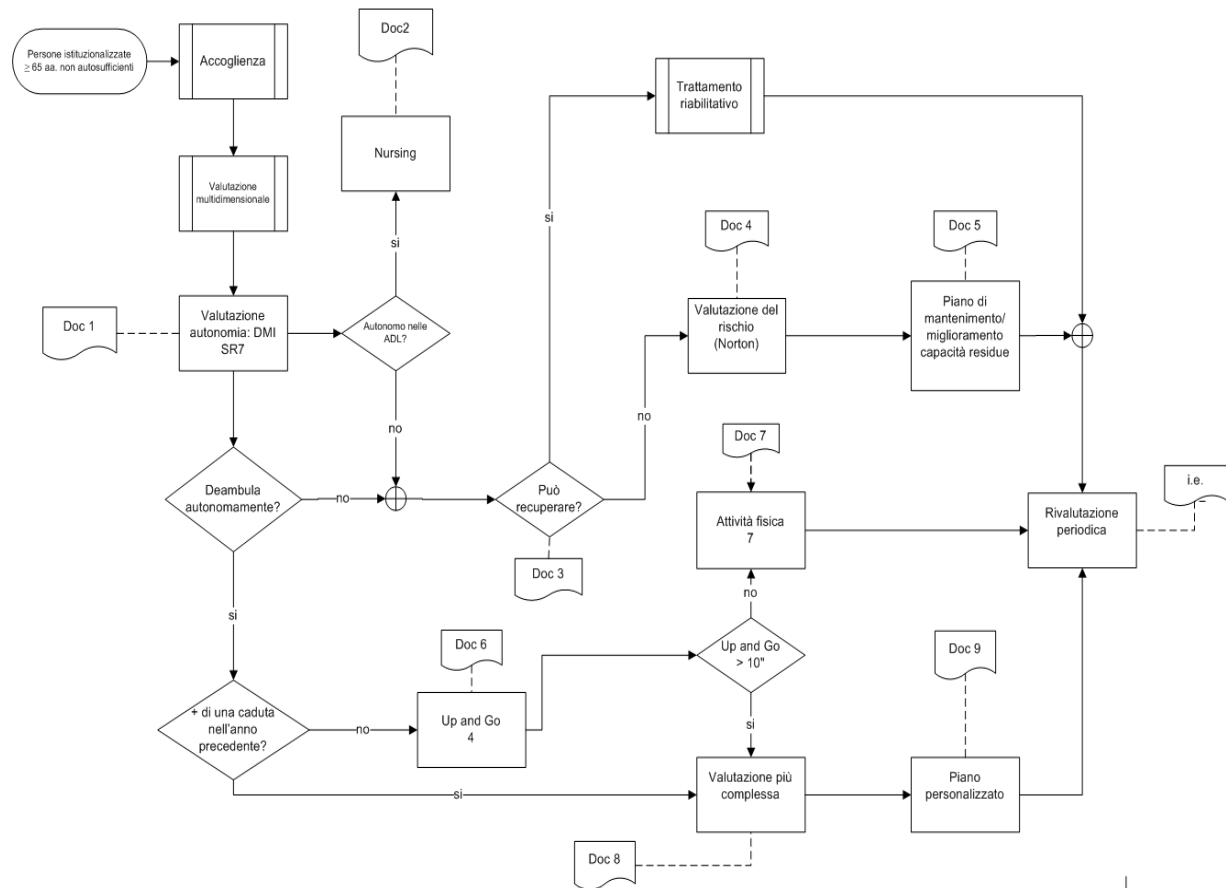 Doc2
Persone istituzionalizzate
≥ 65 aa. non autosufficienti
Accoglienza
Trattamento
riabilitativo
Nursing
Valutazione
multidimensionale
si
si
Doc 4
Doc 5
Doc 1
Valutazione
autonomia: DMI
SR7
Autonomo nelle
ADL?
Valutazione del
rischio
(Norton)
Piano di
mantenimento/
miglioramento
capacità residue
no
no
Doc 7
Deambula
autonomamente?
no
Può
recuperare?
Attività fisica
7
Rivalutazione
periodica
i.e.
Doc 3
no
si
Doc 6
Up and Go
> 10"
Doc 9
+ di una caduta
nell'anno
precedente?
no
Up and Go
4
si
si
Valutazione più
complessa
Piano
personalizzato
Doc 8